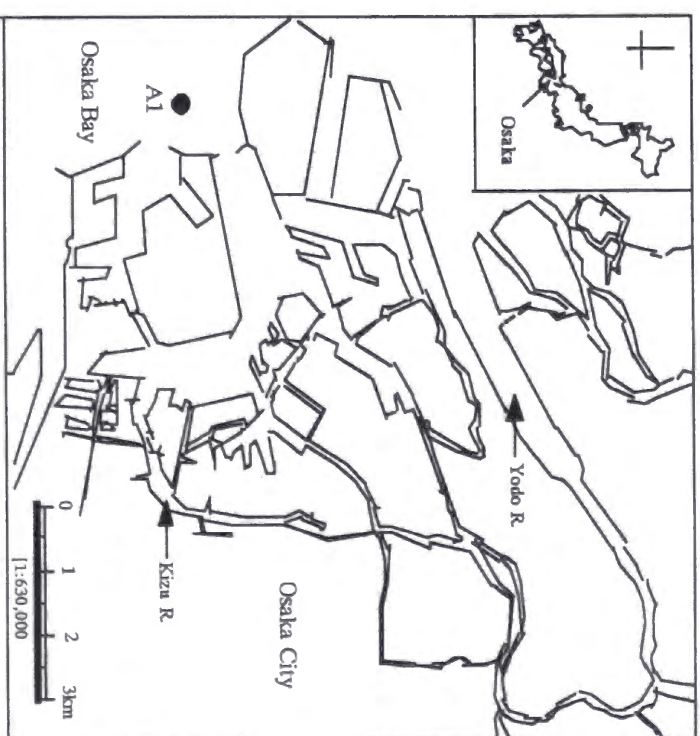 Osaka
Yodo R.
Osaka Bay
A1
Kizu R.
Osaka City
0 1 2 3km
[1:630,000